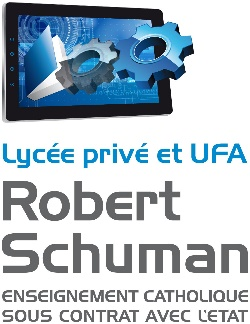 Lycée privé et UFA
Robert
Schuman
ENSEIGNEMENT CATHOLIQUE
SOUS CONTRAT AVEC L'ETAT